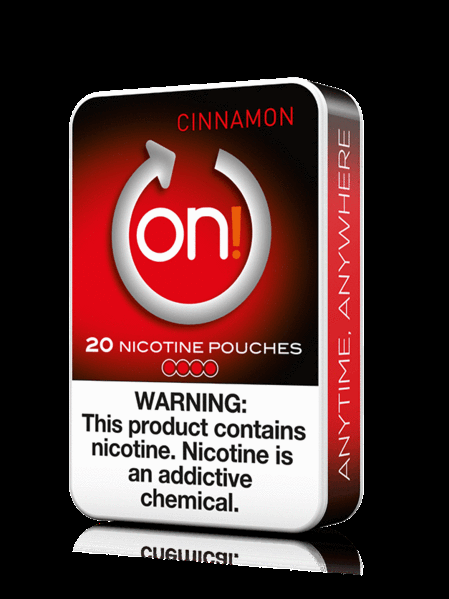 CINNAMON
on!
20 NICOTINE POUCHES
WARNING:
This product contains
nicotine. Nicotine is
an addictive
chemical.
ANYTIME. ANYWHERE